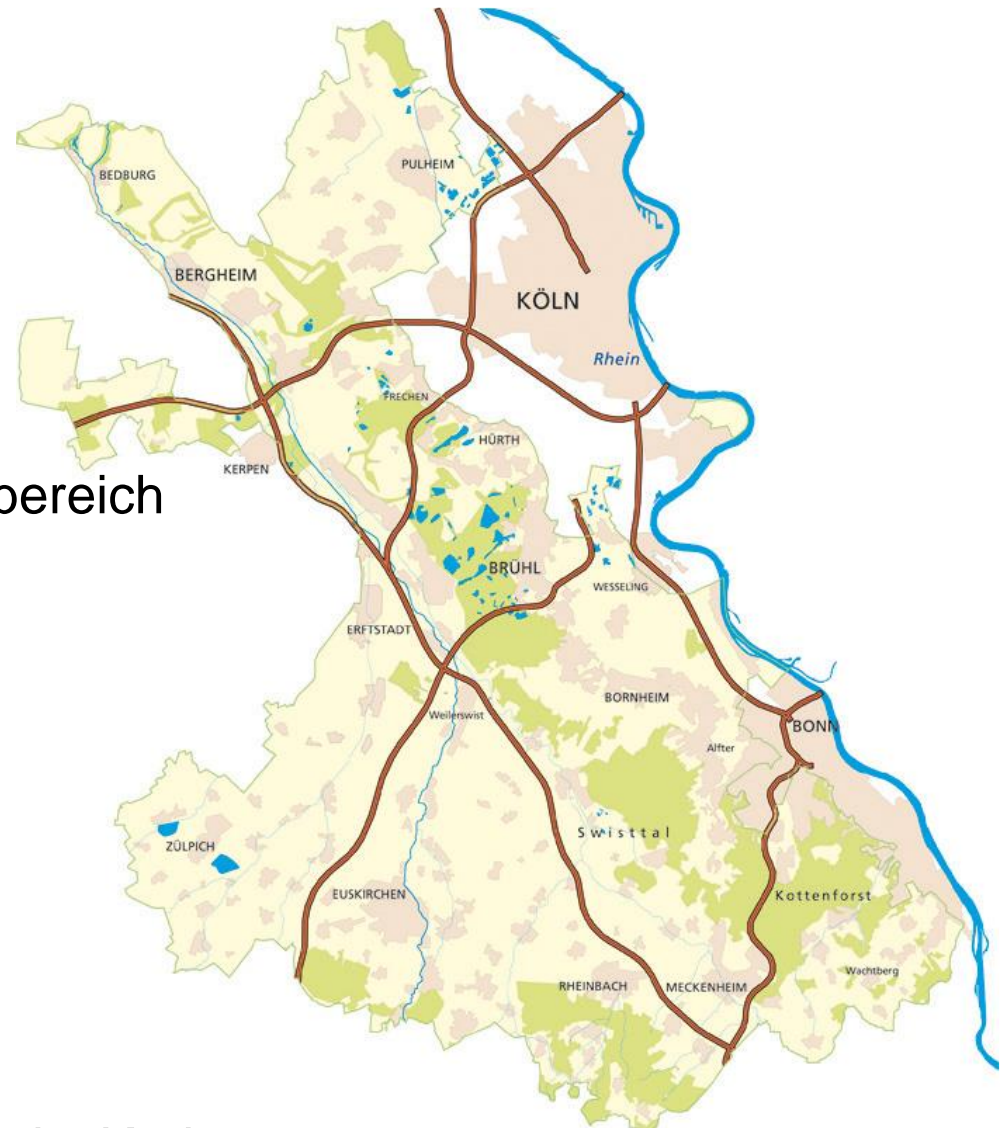 PULHEIM
BEDBURG
BERGHEIM
KÖLN
Rhein
FRECHEN
HÜRTH
KERPEN
bereich
BRÜHL
WESSELING
ERFTSTADT
BORNHEIM
Weilerswist
BONN
Alfter
Swisttal
ZÜLPICH
EUSKIRCHEN
Kottenforst
Wachtberg
RHEINBACH
MECKENHEIM